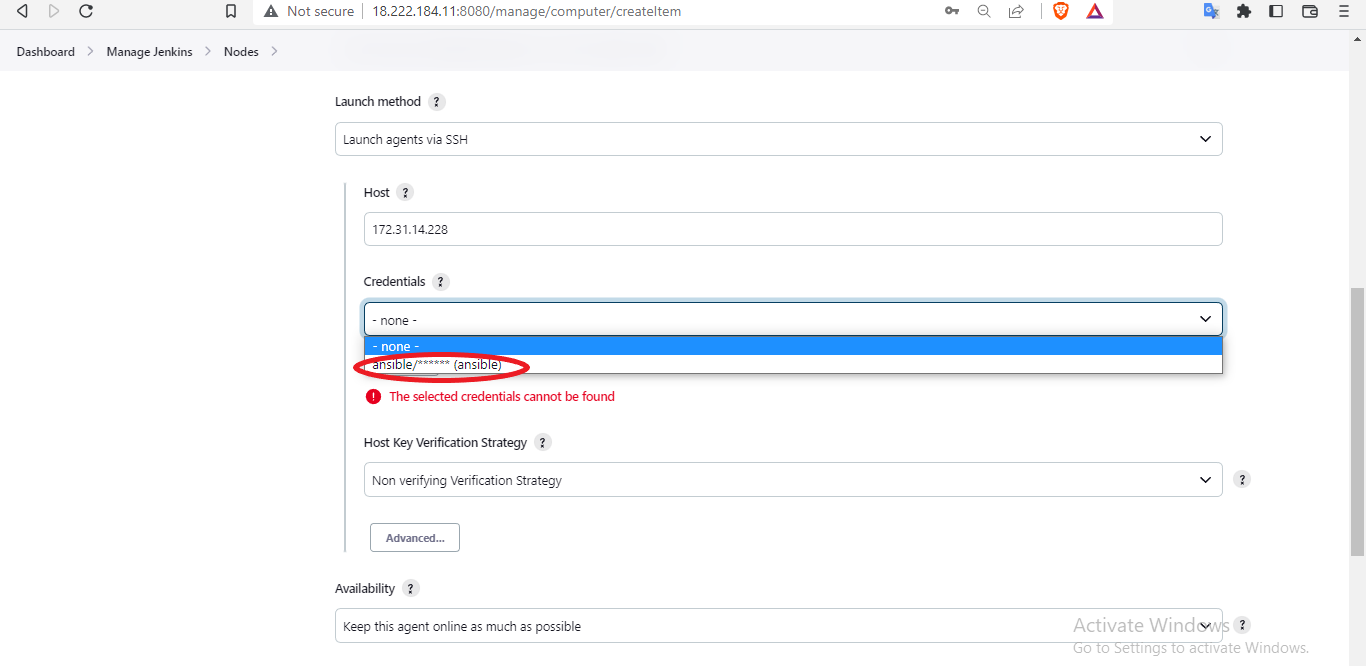 Not secure 18.222.184.11:8080/manage/computer/createItem
Dashboard Manage Jenkins Nodes
Launch method ?
Launch agents via SSH
Host ?
172.31.14.228
Credentials ?
- none -
- none -
ansible/****** (ansible)
! The selected credentials cannot be found
Host Key Verification Strategy ?
Non verifying Verification Strategy ?
Advanced...
Availability ?
Keep this agent online as much as possible ?
Activate Windows
Go to Settings to activate Windows.